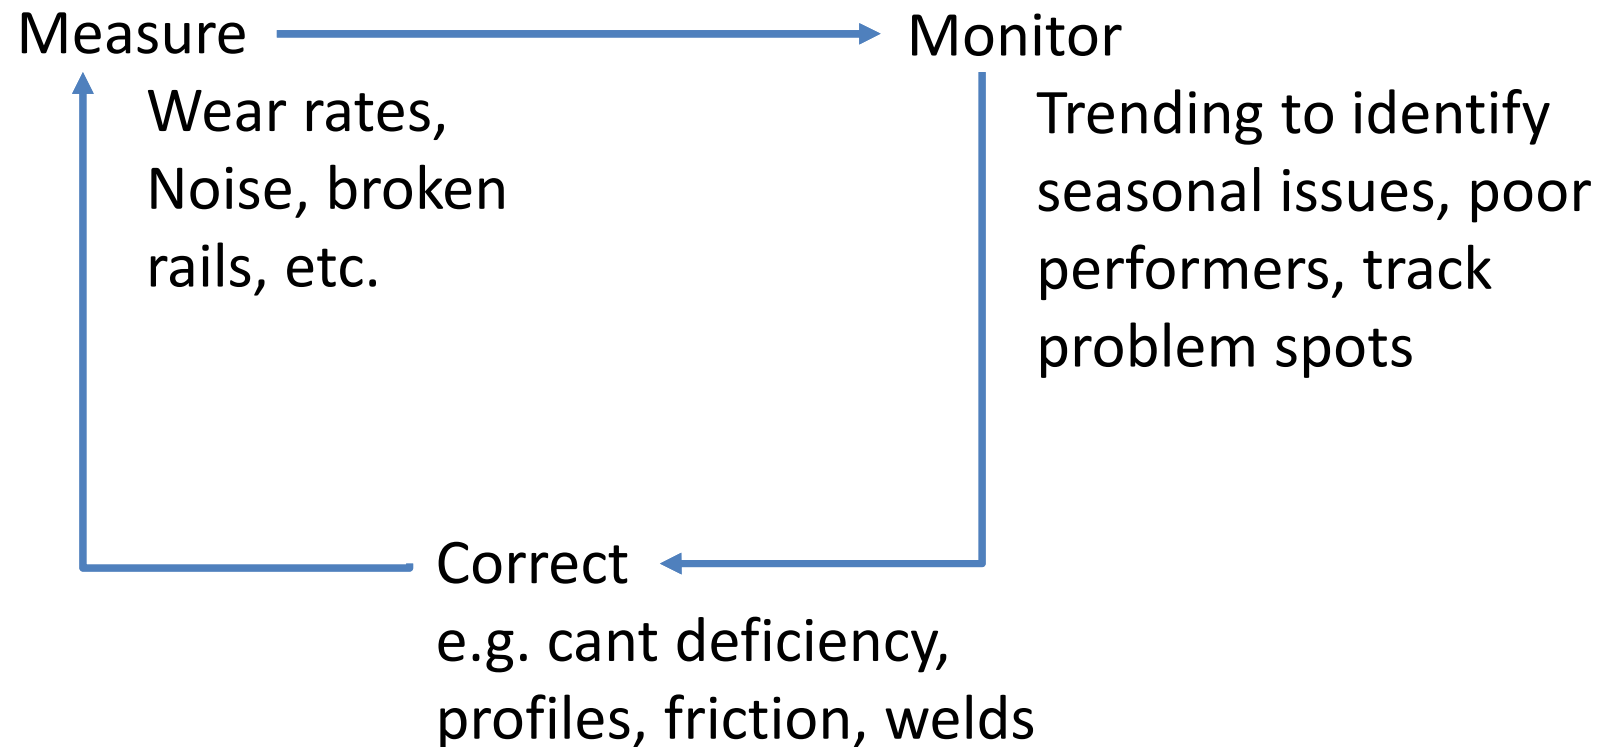 Measure
Wear rates,
Noise, broken
rails, etc.
Monitor
Trending to identify
seasonal issues, poor
performers, track
problem spots
Correct
e.g. cant deficiency,
profiles, friction, welds